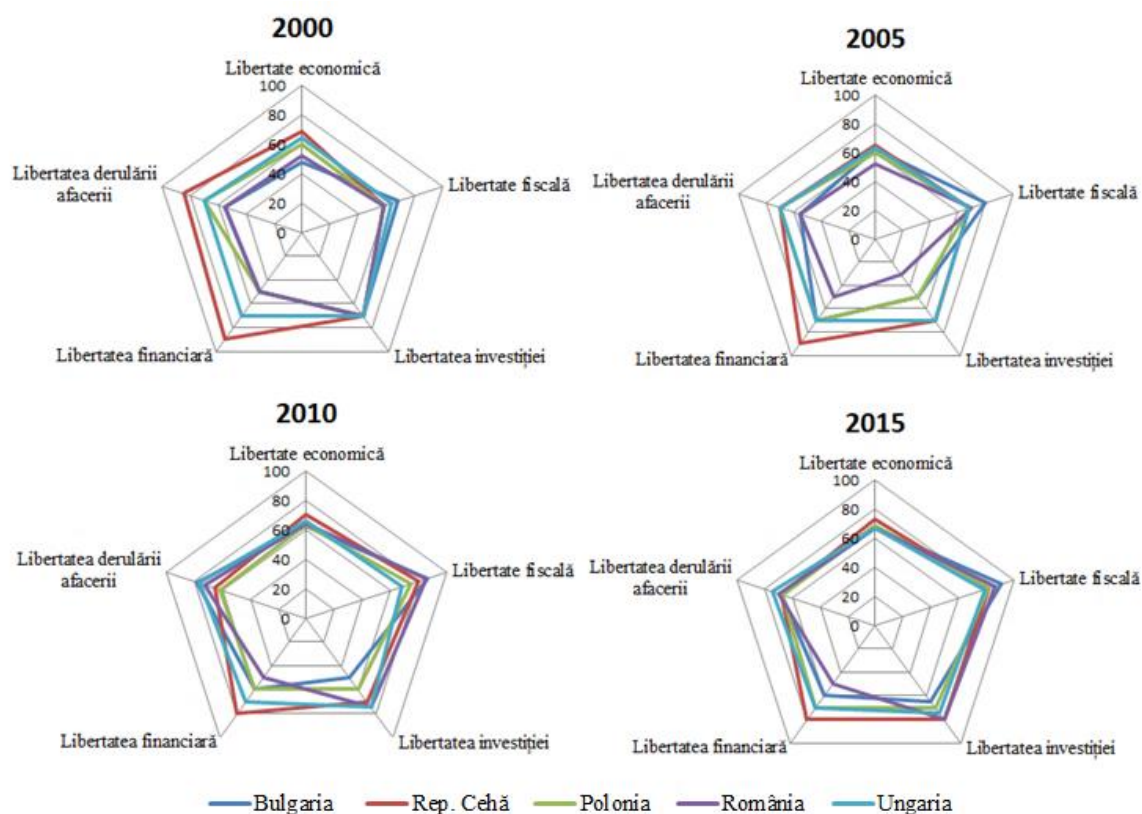 2000
Libertate economică
100
80
60
40
20
0
Libertate fiscală
Libertatea investiției
Libertatea financiară
Libertatea derulării
afacerii
2005
Libertate economică
100
80
60
40
20
0
Libertate fiscală
Libertatea investiției
Libertatea financiară
Libertatea derulării
afacerii
2010
Libertate economică
100
80
60
40
20
0
Libertate fiscală
Libertatea investiției
Libertatea financiară
Libertatea derulării
afacerii
2015
Libertate economică
100
80
60
40
20
0
Libertate fiscală
Libertatea investiției
Libertatea financiară
Libertatea derulării
afacerii
Bulgaria Rep. Cehă Polonia România Ungaria